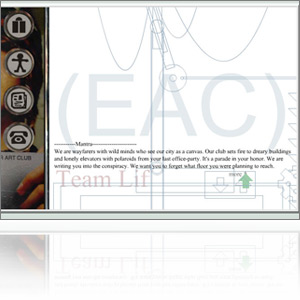 (EAC)
-----------Mantra-----------------------
We are wayfarers with wild minds who see our city as a canvas. Our club sets fire to dreary buildings
and lonely elevators with polaroids from your last office-party. It's a parade in your honor. We are
writing you into the conspiracy. We want you to forget what floor you were planning to reach.
Team Lif
A ART CLUB